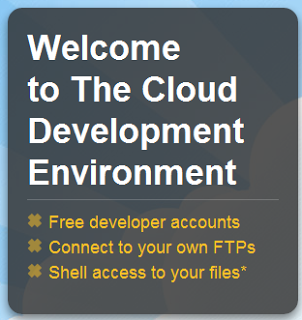 Welcome
to The Cloud
Development
Environment
Free developer accounts
Connect to your own FTPs
Shell access to your files*